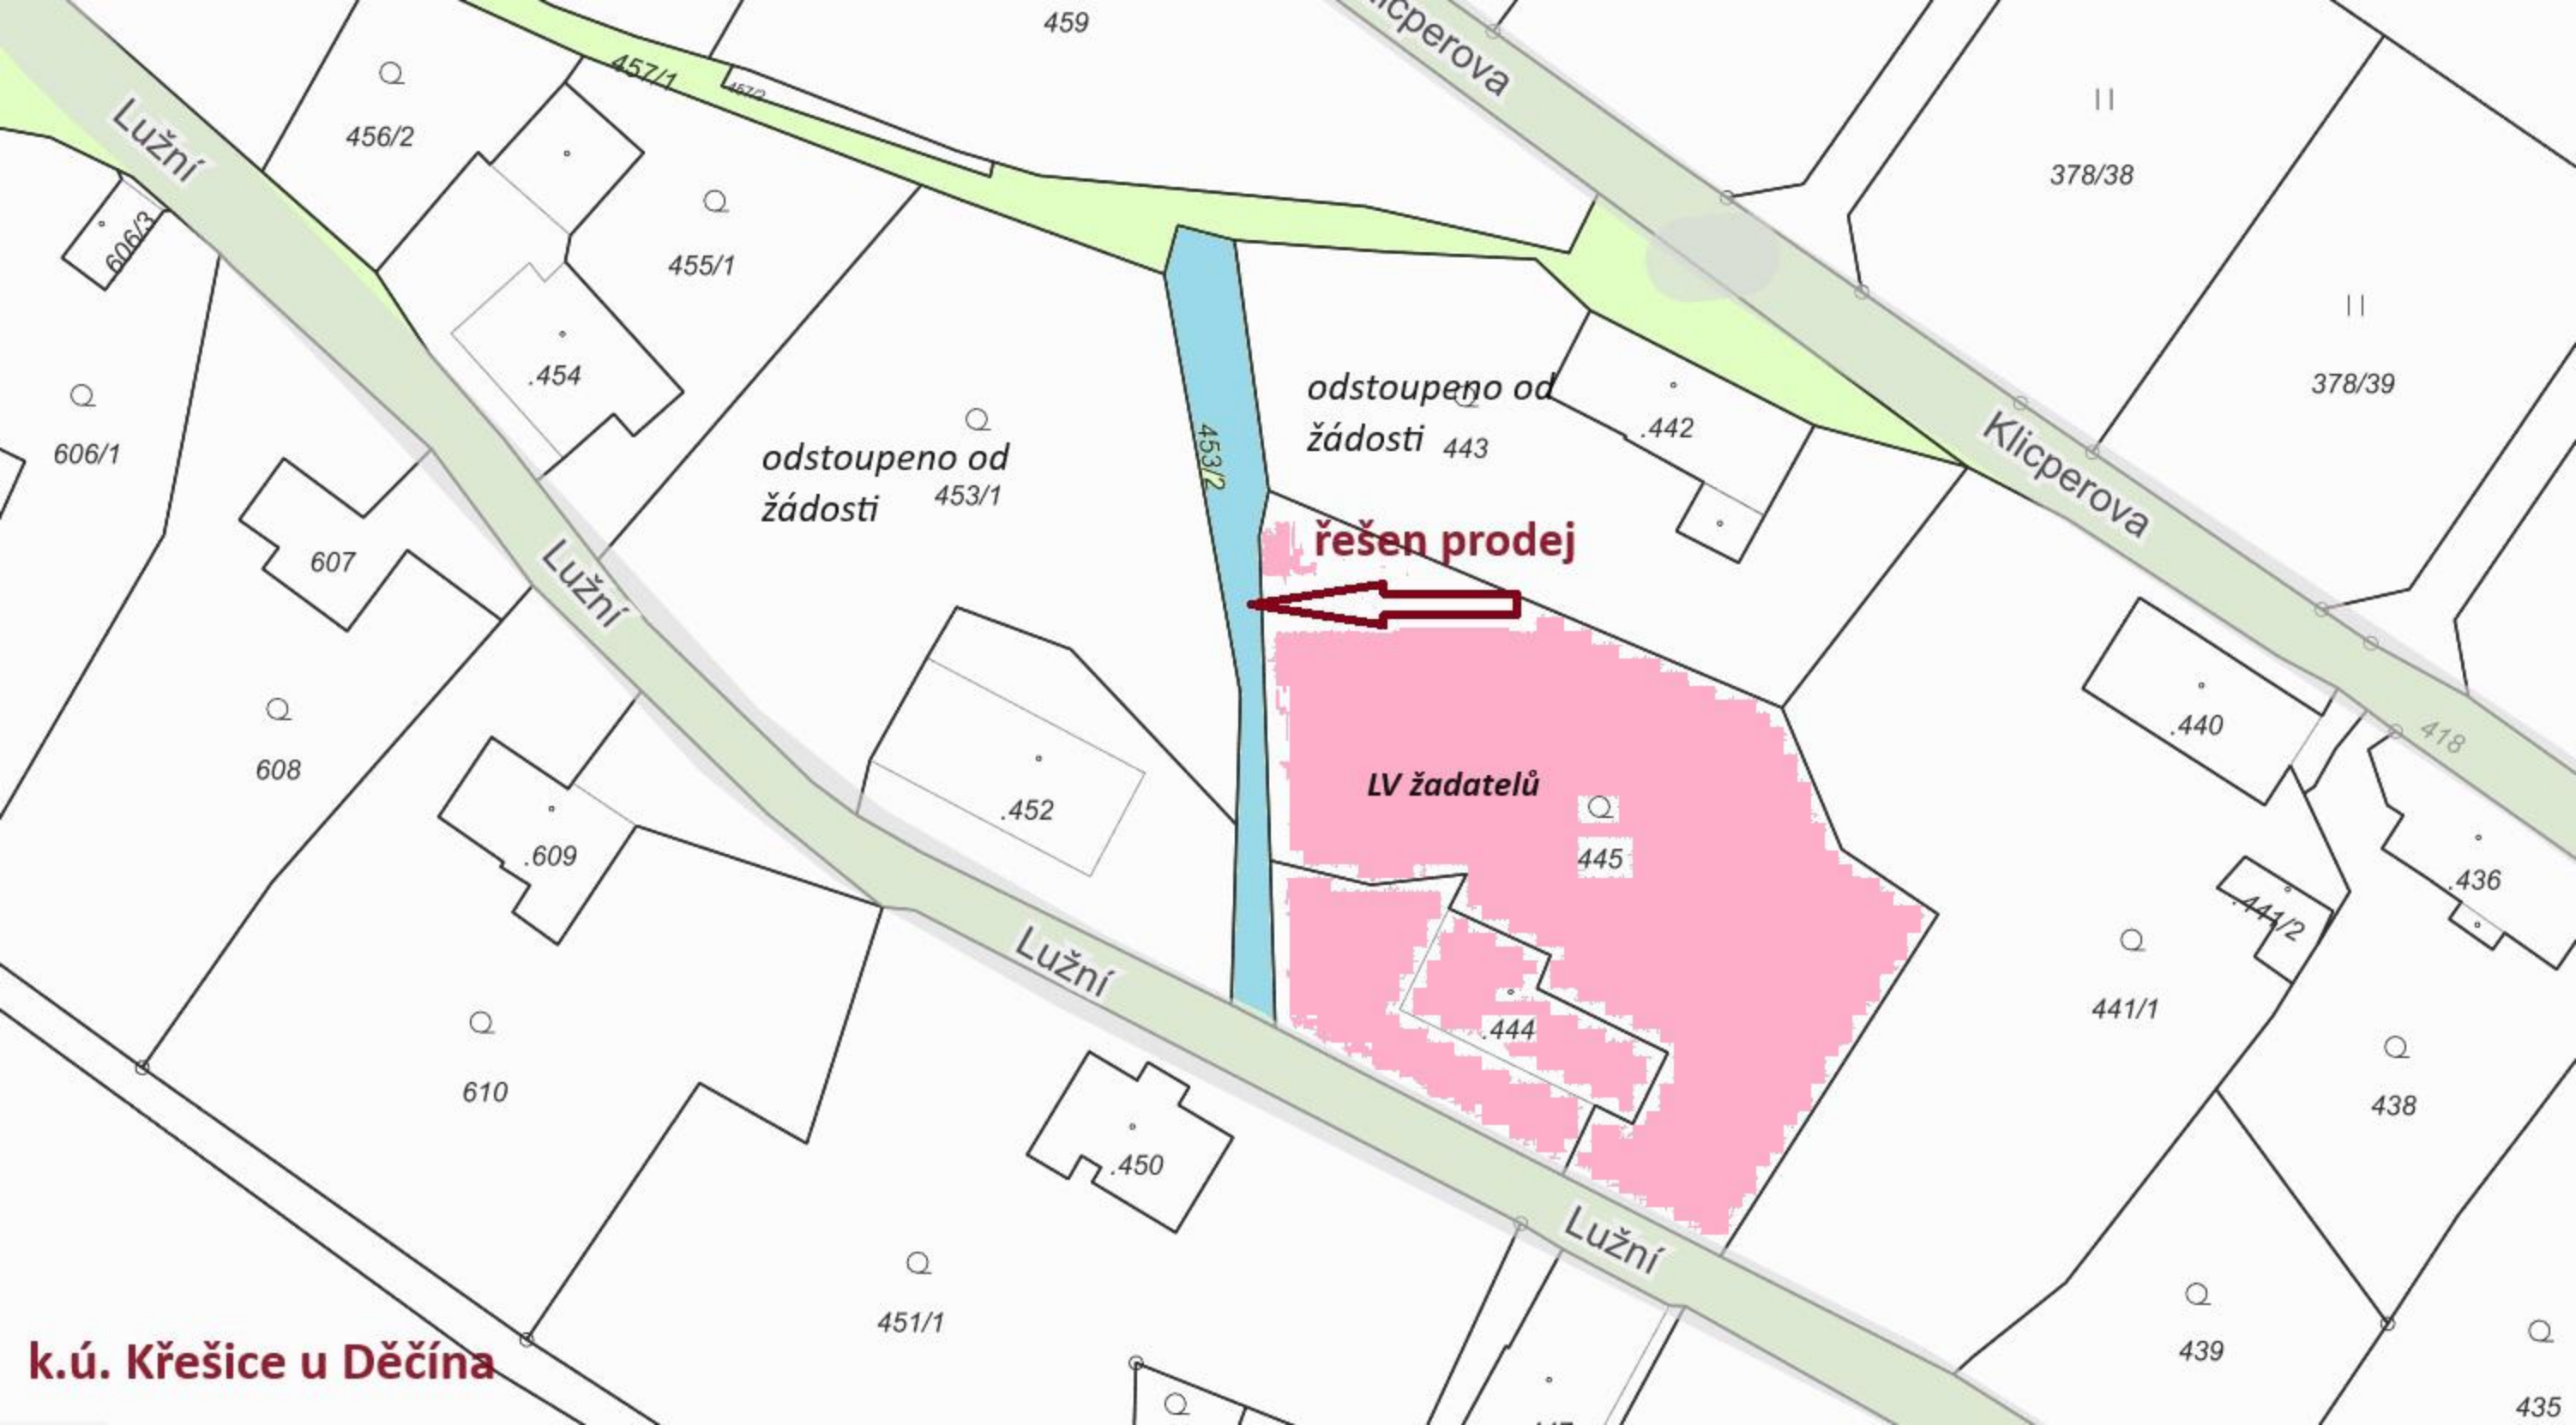 459
Klicperova
457/1
457/2
Lužní
456/2
378/38
606/3
455/1
.454
378/39
odstoupeno od
žádosti
443
.442
606/1
453/2
odstoupeno od
žádosti
453/1
Klicperova
řešen prodej
607
Lužní
.440
418
608
LV žadatelů
.452
.609
445
.436
.441/2
Lužní
441/1
.444
610
438
.450
Lužní
451/1
439
k.ú. Křešice u Děčína
435